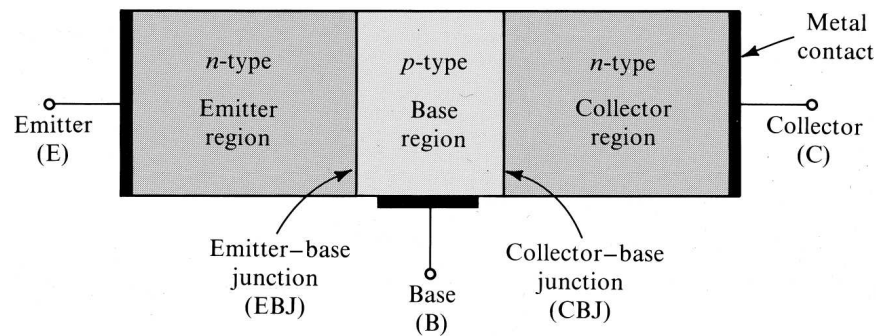 n-type
Emitter
region
p-type
Base
region
n-type
Collector
region
Metal
contact
Emitter
(E)
Collector
(C)
Emitter–base
junction
(EBJ)
Base
(B)
Collector–base
junction
(CBJ)